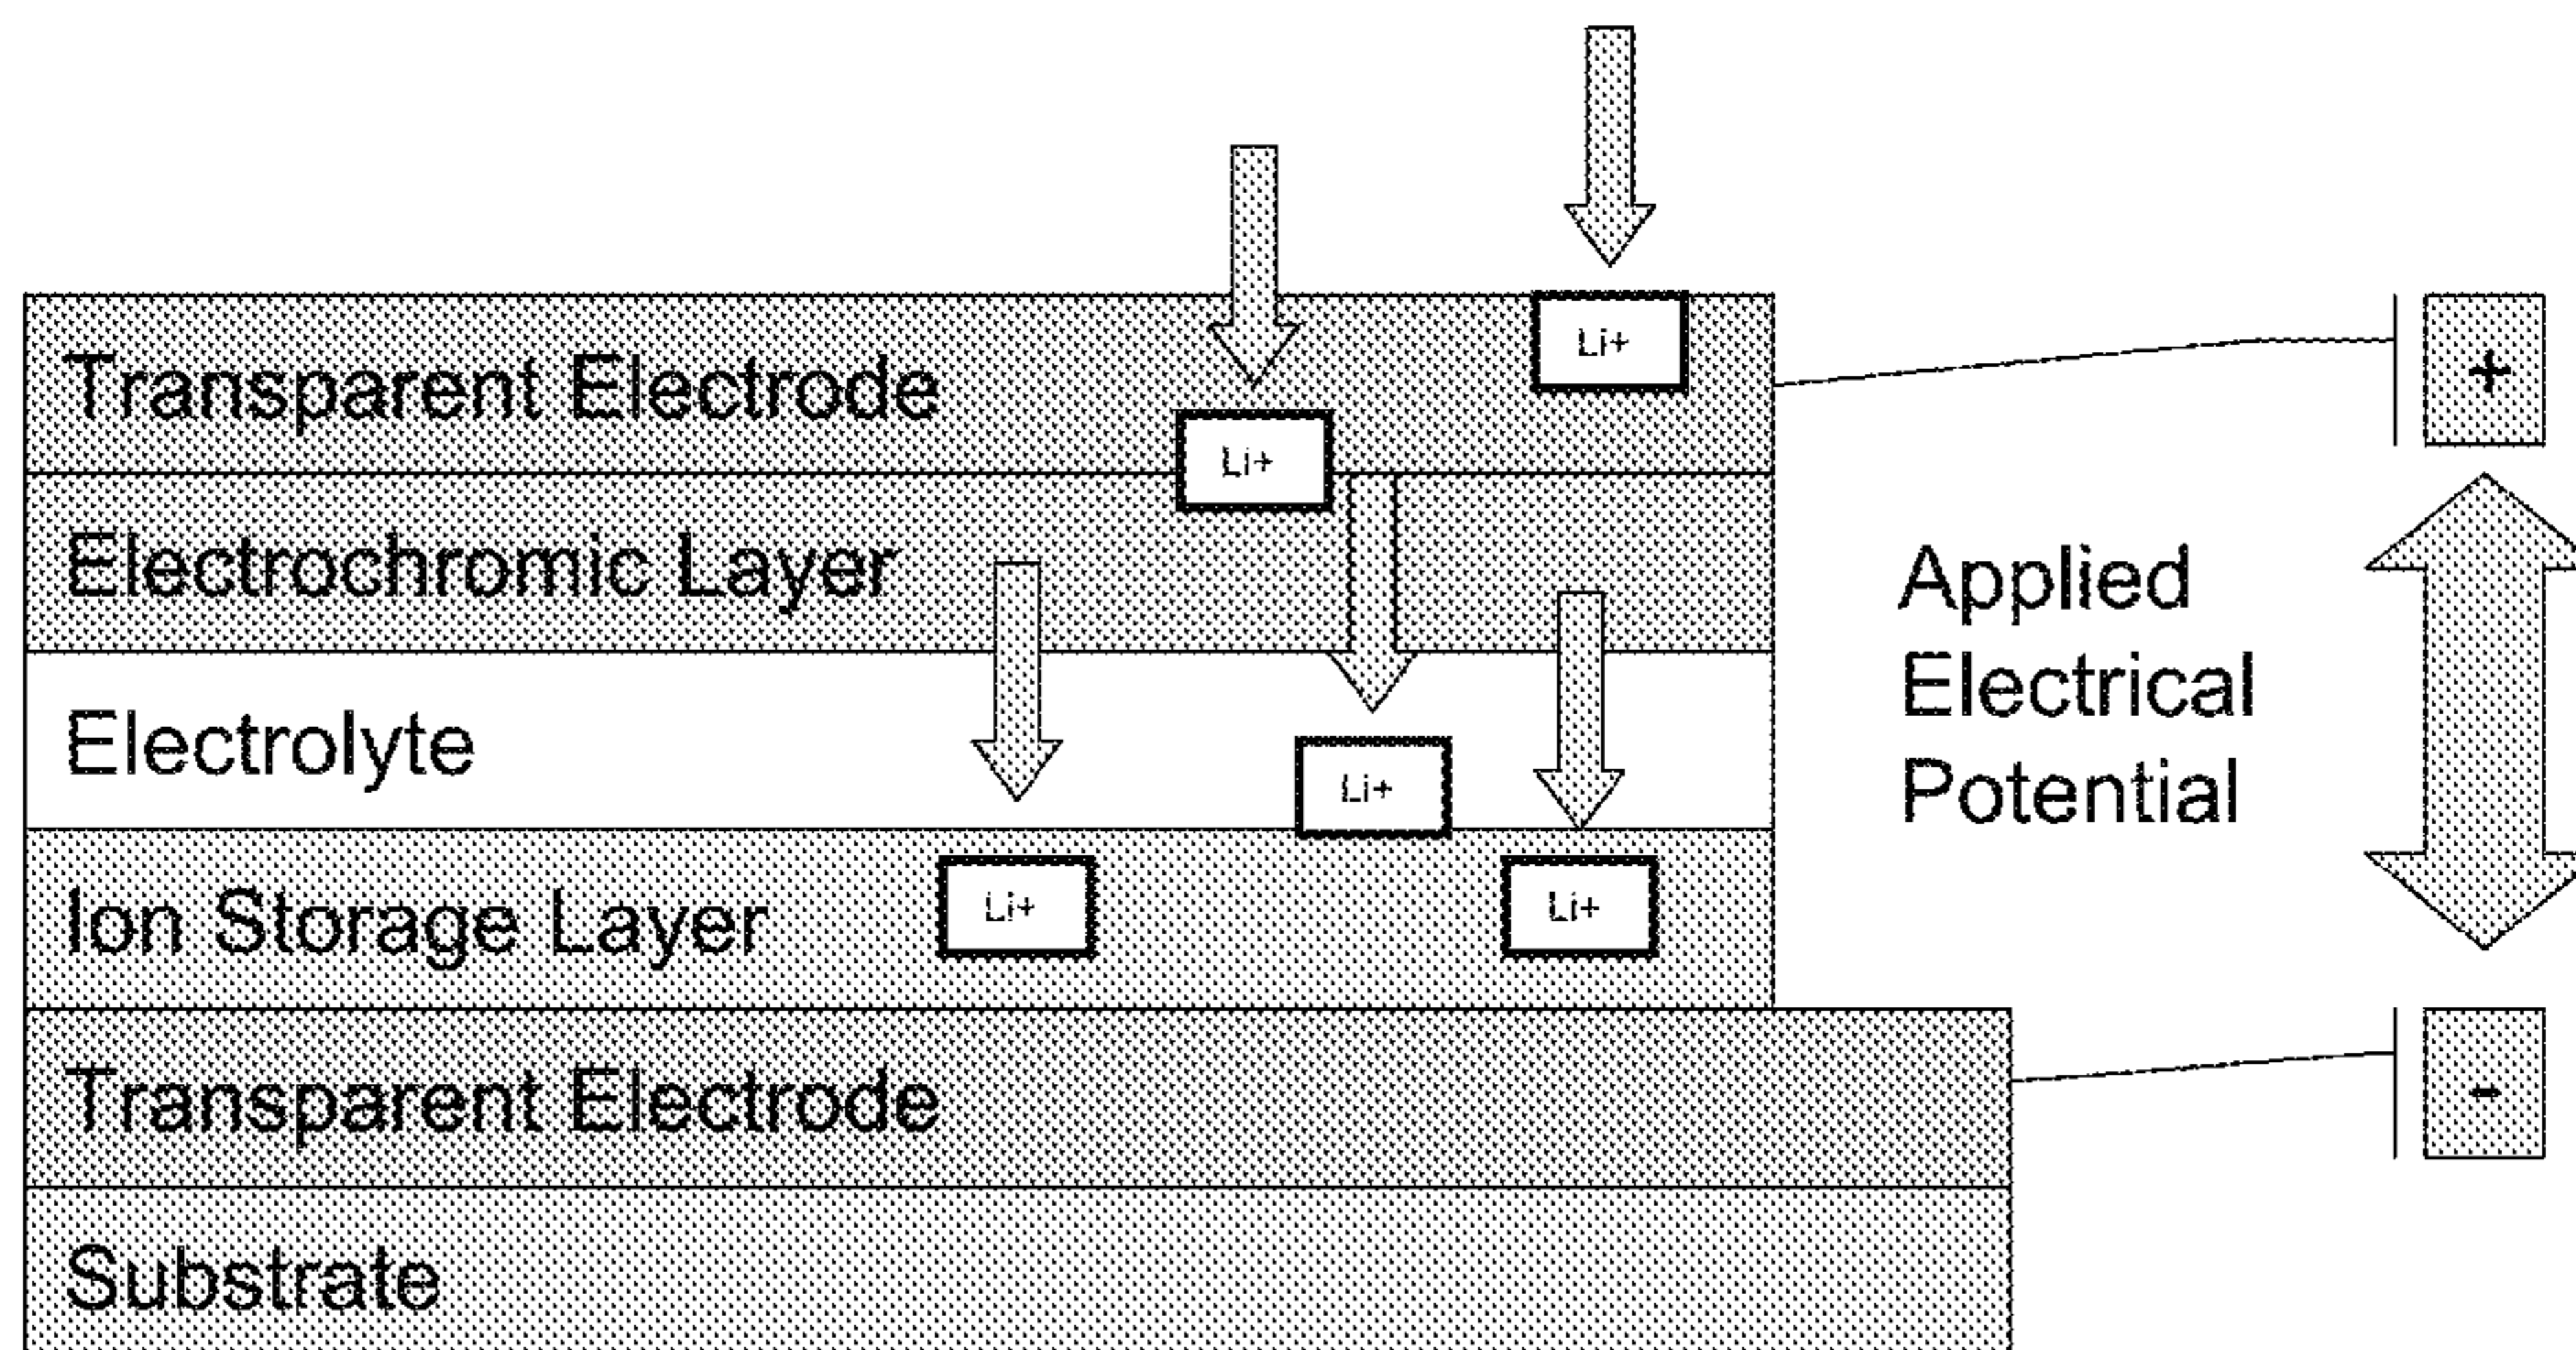 Li+
Transparent Electrode
+
Li+
Electrochromic Layer
Applied
Electrical
Potential
Electrolyte
Li+
Ion Storage Layer
Li+
Li+
Transparent Electrode
-
Substrate